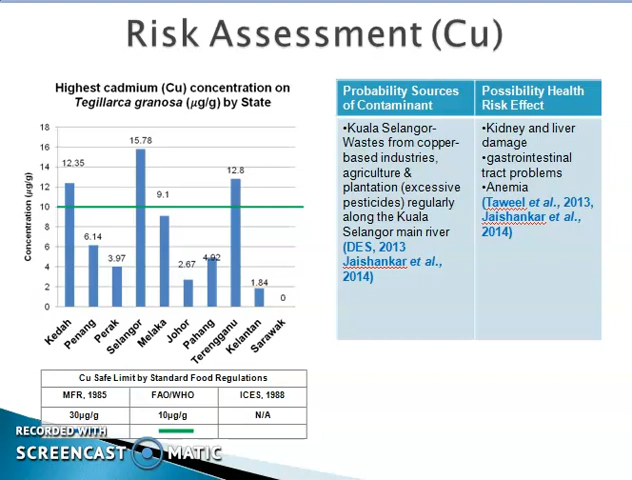 Risk Assessment (Cu)
Highest cadmium (Cu) concentration on
Tegillarca granosa (µg/g) by State
Concentration (µg/g)
18
16
14
12
10
8
6
4
2
0
12.35
6.14
3.97
15.78
9.1
2.67
4.92
12.8
1.84
0
Kedah
Penang
Perak
Selangor
Melaka
Johor
Pahang
Terengganu
Kelantan
Sarawak
Cu Safe Limit by Standard Food Regulations
MFR, 1985 FAO/WHO ICES, 1988
30µg/g 10µg/g N/A
Probability Sources
of Contaminant
•Kuala Selangor-
Wastes from copper-
based industries,
agriculture &
plantation (excessive
pesticides) regularly
along the Kuala
Selangor main river
(DES, 2013
Jaishankar et al.,
2014)
Possibility Health
Risk Effect
•Kidney and liver
damage
•gastrointestinal
tract problems
•Anemia
(Taweel et al., 2013,
Jaishankar et al.,
2014)
RECORDED WITH
SCREENCAST MATIC